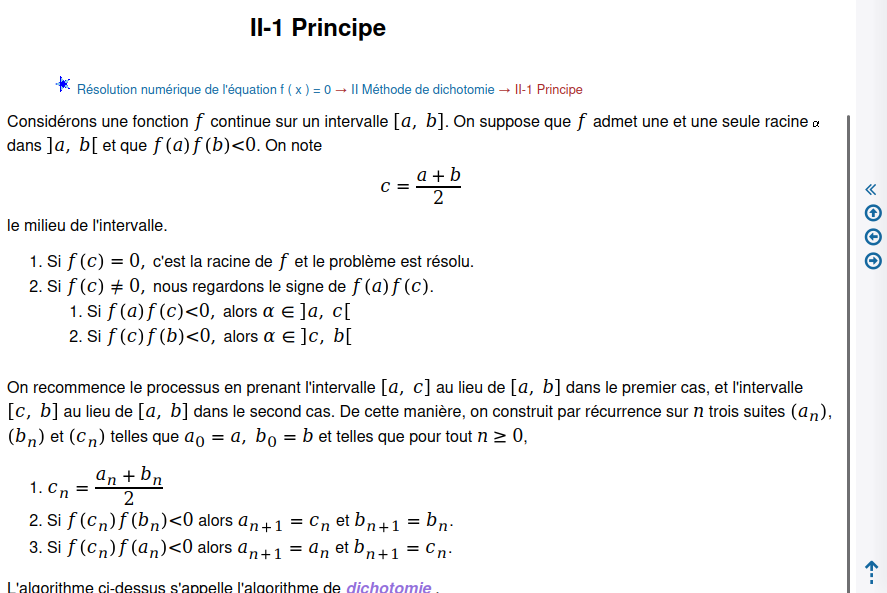 II-1 Principe
Résolution numérique de l'équation f ( x ) = 0 → II Méthode de dichotomie → II-1 Principe
Considérons une fonction f continue sur un intervalle [a, b]. On suppose que f admet une et une seule racine α
dans ]a, b[ et que f(a)f(b)<0. On note
c = \frac{a + b}{2}
le milieu de l'intervalle.
1. Si f(c) = 0, c'est la racine de f et le problème est résolu.
2. Si f(c) ≠ 0, nous regardons le signe de f(a)f(c).
1. Si f(a)f(c)<0, alors α ∈ ]a, c[
2. Si f(c)f(b)<0, alors α ∈ ]c, b[
On recommence le processus en prenant l'intervalle [a, c] au lieu de [a, b] dans le premier cas, et l'intervalle
[c, b] au lieu de [a, b] dans le second cas. De cette manière, on construit par récurrence sur n trois suites (a_n),
(b_n) et (c_n) telles que a_0 = a, b_0 = b et telles que pour tout n ≥ 0,
1. c_n = \frac{a_n + b_n}{2}
2. Si f(c_n)f(b_n)<0 alors a_{n+1} = c_n et b_{n+1} = b_n.
3. Si f(c_n)f(a_n)<0 alors a_{n+1} = a_n et b_{n+1} = c_n.
L'algorithme ci-dessus s'appelle l'algorithme de dichotomie .